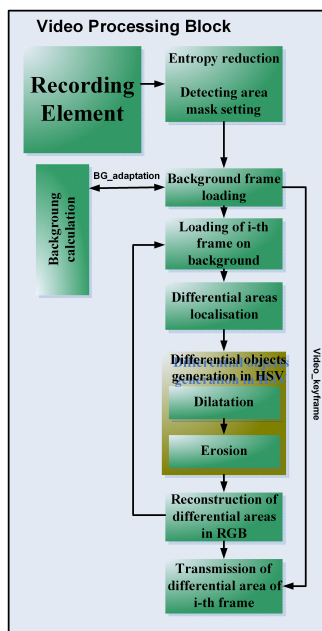 Video Processing Block
Recording
Element
Entropy reduction
Detecting area
mask setting
BG_adaptation
Backgroung
calculation
Background frame
loading
Loading of i-th
frame on
background
Differential areas
localisation
Video_keyframe
Differential objects
generation in HSV
Dilatation
Erosion
Reconstruction of
differential areas
in RGB
Transmission of
differential area of
i-th frame